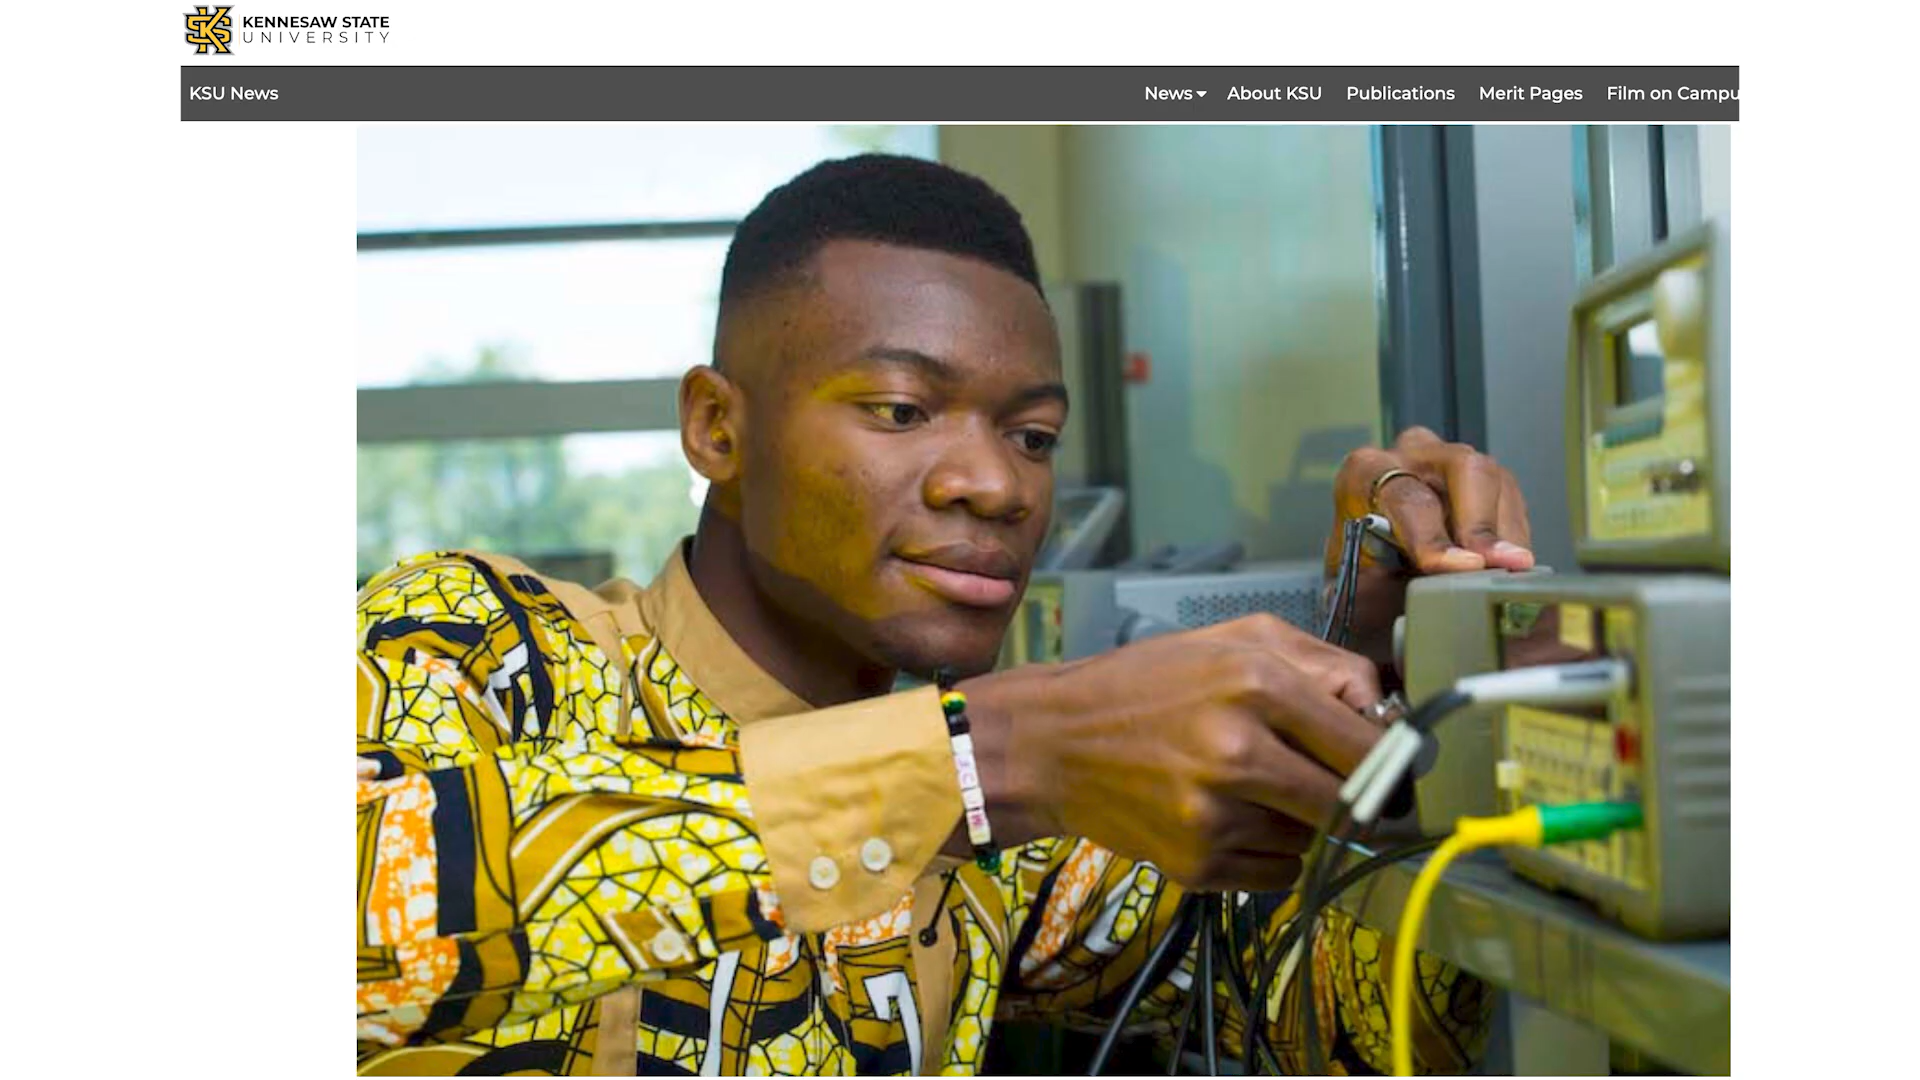 KENNESAW STATE
UNIVERSITY
KSU News
News
About KSU
Publications
Merit Pages
Film on Campu